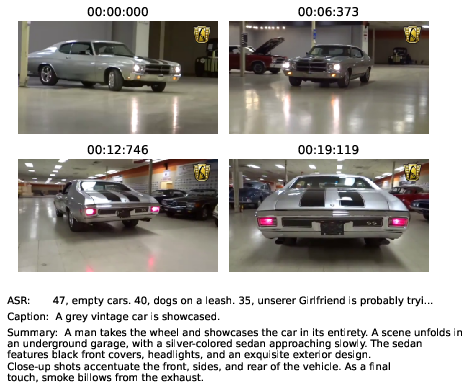 00:00:000
00:06:373
00:12:746
00:19:119
SS
ASR: 47, empty cars. 40, dogs on a leash. 35, unserer Girlfriend is probably tryi...
Caption: A grey vintage car is showcased.
Summary: A man takes the wheel and showcases the car in its entirety. A scene unfolds in
an underground garage, with a silver-colored sedan approaching slowly. The sedan
features black front covers, headlights, and an exquisite exterior design.
Close-up shots accentuate the front, sides, and rear of the vehicle. As a final
touch, smoke billows from the exhaust.